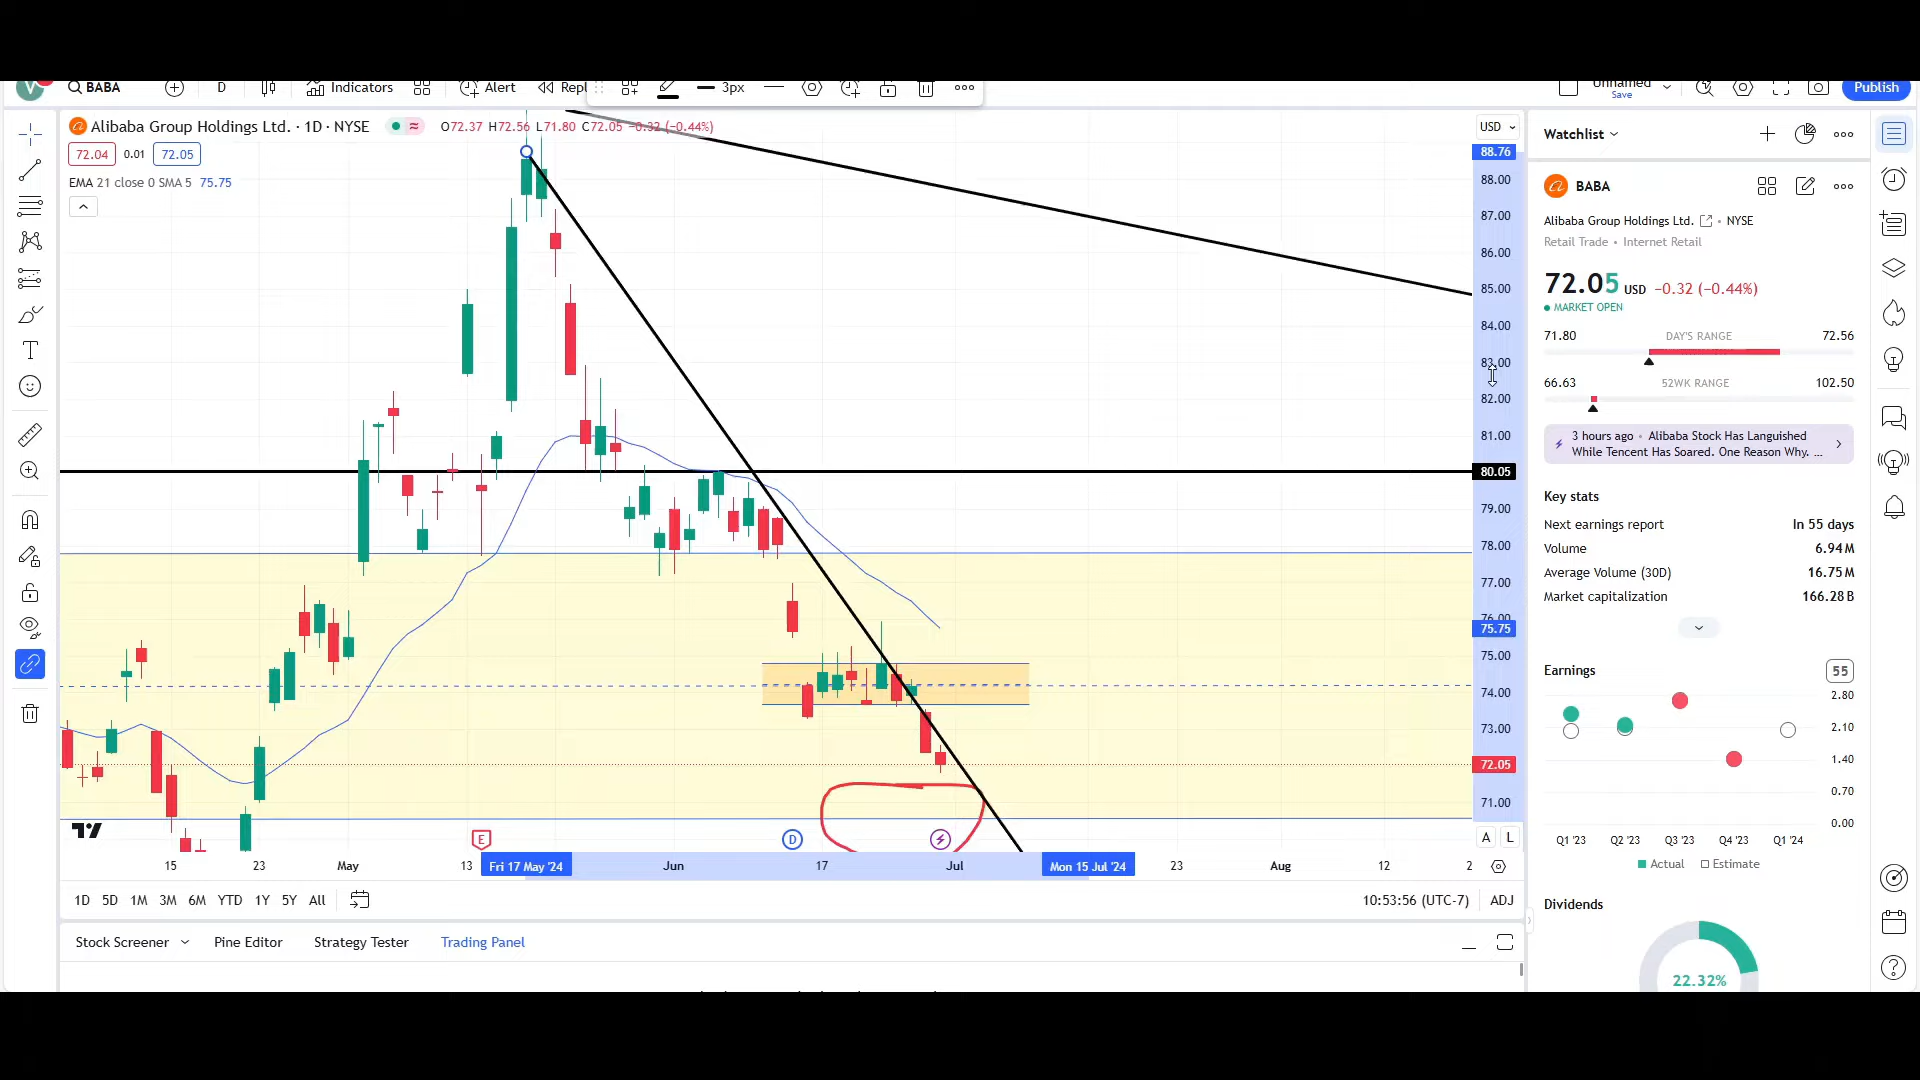 V
BABA
D
Indicators
Alert
Repl
3px
Unnamed
Save
Publish
Alibaba Group Holdings Ltd. · 1D · NYSE
O72.37 H72.56 L71.80 C72.05 −0.32 (−0.44%)
72.04 0.01 72.05
EMA 21 close 0 SMA 5 75.75
USD
88.76
88.00
87.00
86.00
85.00
84.00
83.00
82.00
81.00
80.05
79.00
78.00
77.00
76.00
75.75
75.00
74.00
73.00
72.05
71.00
A L
E
D
15 23 May 13 Fri 17 May '24 Jun 17 Jul Mon 15 Jul '24 23 Aug 12 2
1D 5D 1M 3M 6M YTD 1Y 5Y All
10:53:56 (UTC-7) ADJ
Stock Screener Pine Editor Strategy Tester Trading Panel
Watchlist
BABA
Alibaba Group Holdings Ltd. • NYSE
Retail Trade • Internet Retail
72.05 USD −0.32 (−0.44%)
MARKET OPEN
71.80 DAY'S RANGE 72.56
66.63 52WK RANGE 102.50
3 hours ago • Alibaba Stock Has Languished
While Tencent Has Soared. One Reason Why. ...
Key stats
Next earnings report In 55 days
Volume 6.94M
Average Volume (30D) 16.75M
Market capitalization 166.28B
Earnings 55
2.80
2.10
1.40
0.70
0.00
Q1 '23 Q2 '23 Q3 '23 Q4 '23 Q1 '24
Actual Estimate
Dividends
22.32%